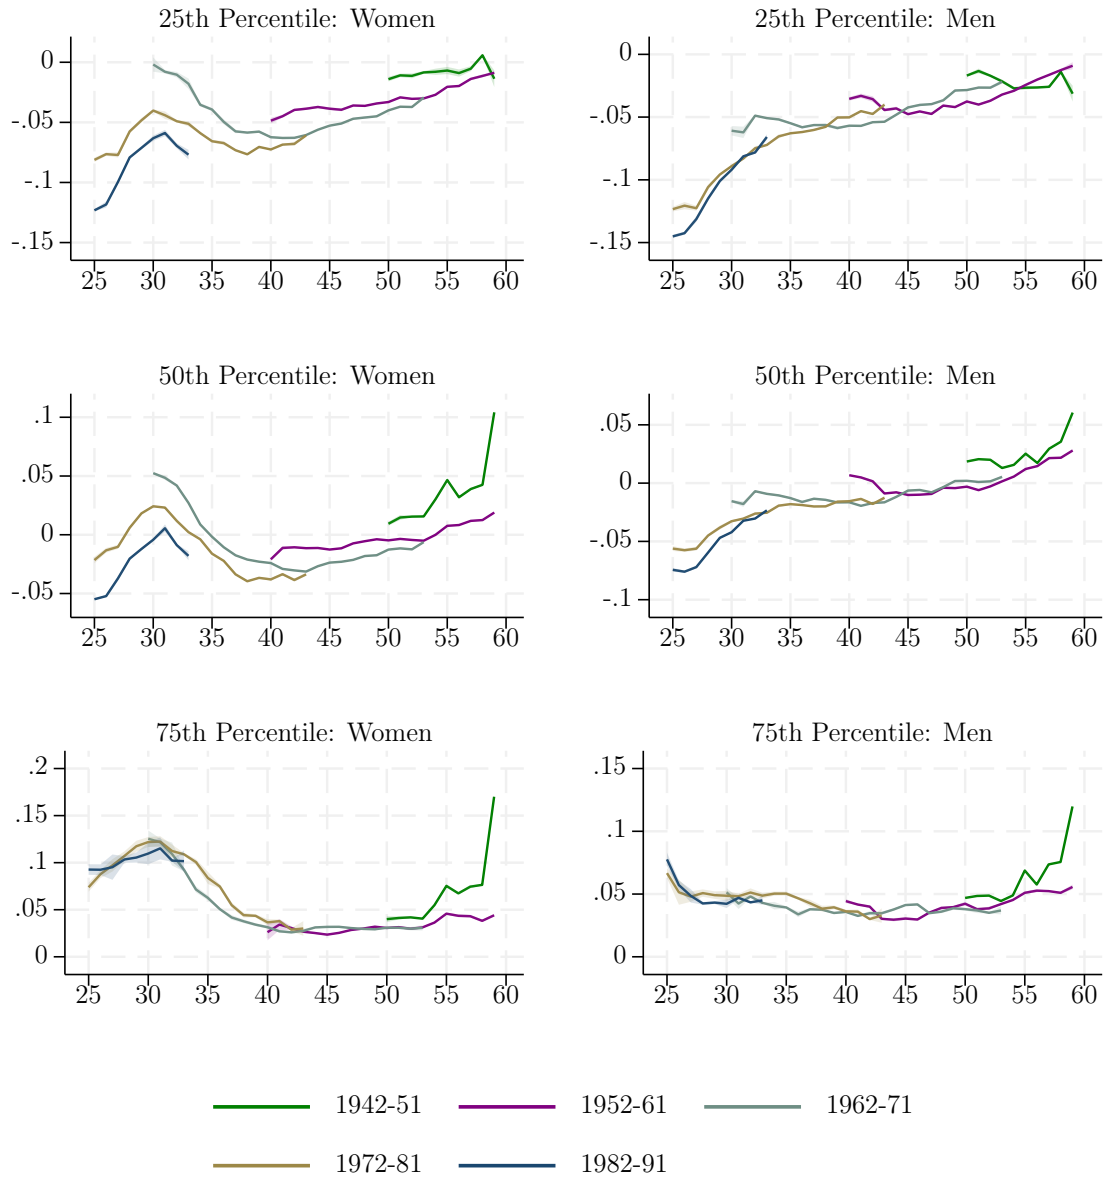 25th Percentile: Women
0
-.05
-.1
-.15
25 30 35 40 45 50 55 60
25th Percentile: Men
0
-.05
-.1
-.15
25 30 35 40 45 50 55 60
50th Percentile: Women
.1
.05
0
-.05
25 30 35 40 45 50 55 60
50th Percentile: Men
.05
0
-.05
-.1
25 30 35 40 45 50 55 60
75th Percentile: Women
.2
.15
.1
.05
0
25 30 35 40 45 50 55 60
75th Percentile: Men
.15
.1
.05
0
25 30 35 40 45 50 55 60
1942-51 1952-61 1962-71
1972-81 1982-91